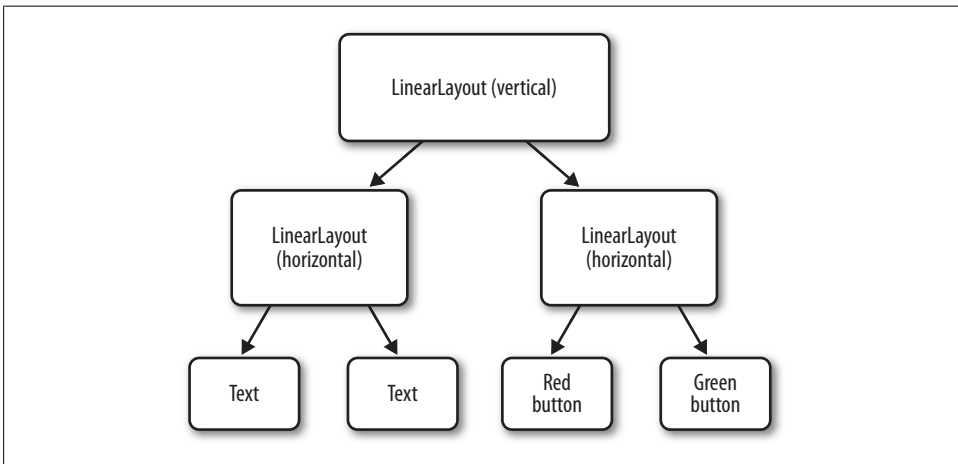 LinearLayout (vertical)
LinearLayout
(horizontal)
LinearLayout
(horizontal)
Text
Text
Red
button
Green
button